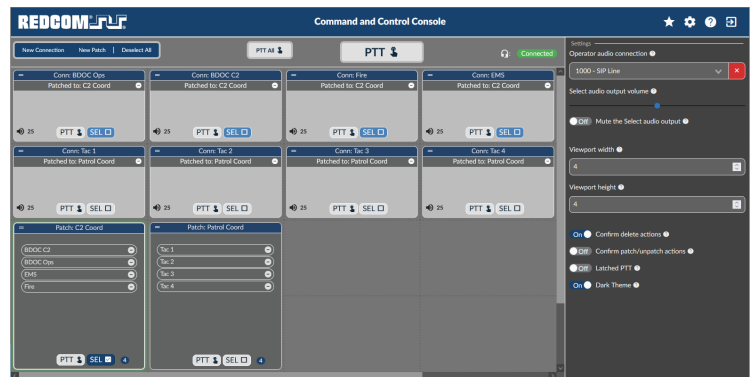 REDCOM
Command and Control Console
New Connection New Patch Deselect All
PTT All
PTT
Connected
Conn: BDOC Ops
Patched to: C2 Coord
25 PTT SEL
Conn: BDOC C2
Patched to: C2 Coord
25 PTT SEL
Conn: Fire
Patched to: C2 Coord
25 PTT SEL
Conn: EMS
Patched to: C2 Coord
25 PTT SEL
Conn: Tac 1
Patched to: Patrol Coord
25 PTT SEL
Conn: Tac 2
Patched to: Patrol Coord
25 PTT SEL
Conn: Tac 3
Patched to: Patrol Coord
25 PTT SEL
Conn: Tac 4
Patched to: Patrol Coord
25 PTT SEL
Patch: C2 Coord
BDOC C2
BDOC Ops
EMS
Fire
PTT SEL 4
Patch: Patrol Coord
Tac 1
Tac 2
Tac 3
Tac 4
PTT SEL 4
Settings
Operator audio connection
1000 - SIP Line
Select audio output volume
Off Mute the Select audio output
Viewport width
4
Viewport height
4
On Confirm delete actions
Off Confirm patch/unpatch actions
Off Latched PTT
On Dark Theme